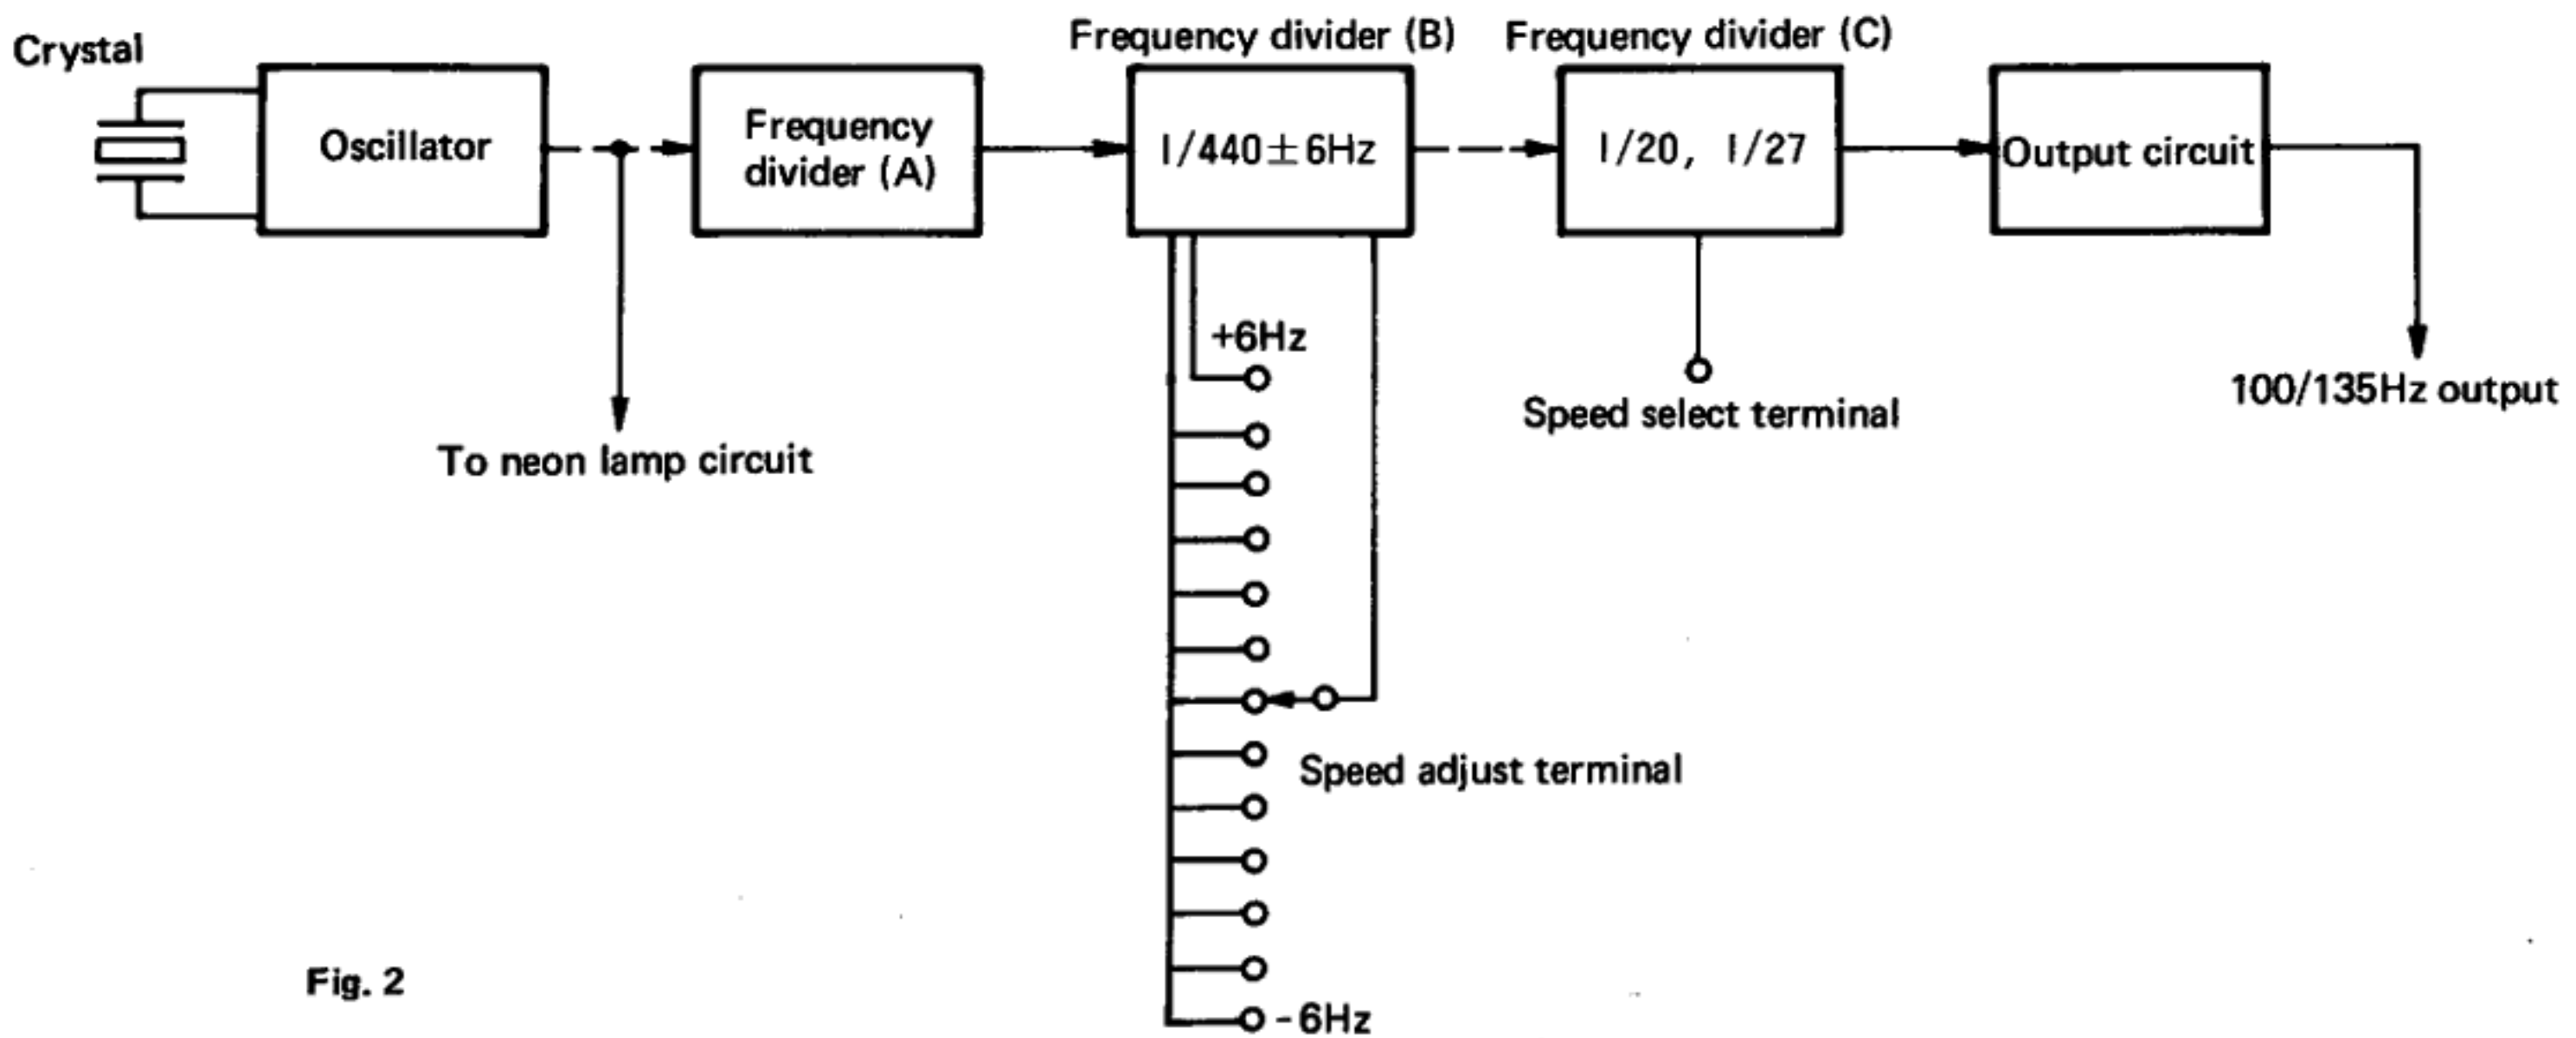 Crystal
Oscillator
Frequency
divider (A)
Frequency divider (B)
1/440±6Hz
Frequency divider (C)
1/20, 1/27
Output circuit
To neon lamp circuit
+6Hz
Speed select terminal
100/135Hz output
Speed adjust terminal
-6Hz
Fig. 2